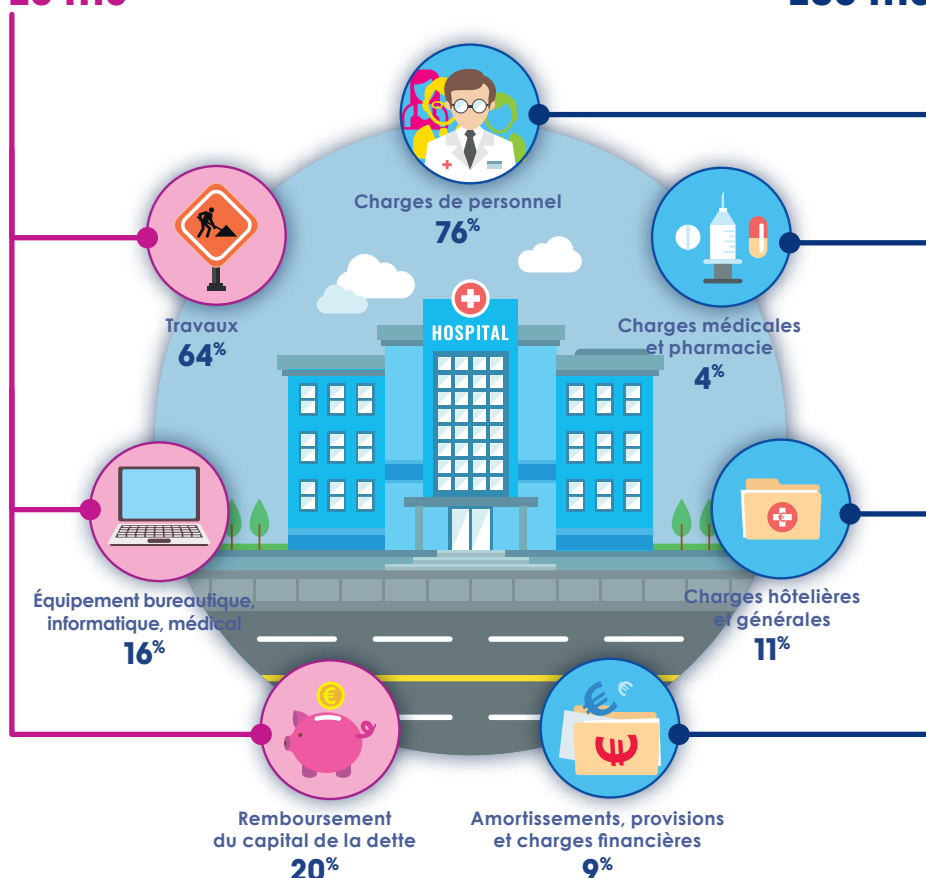 Charges de personnel
76%
Travaux
64%
HOSPITAL
Charges médicales
et pharmacie
4%
Équipement bureautique,
informatique, médical
16%
Charges hôtelières
et générales
11%
Remboursement
du capital de la dette
20%
Amortissements, provisions
et charges financières
9%